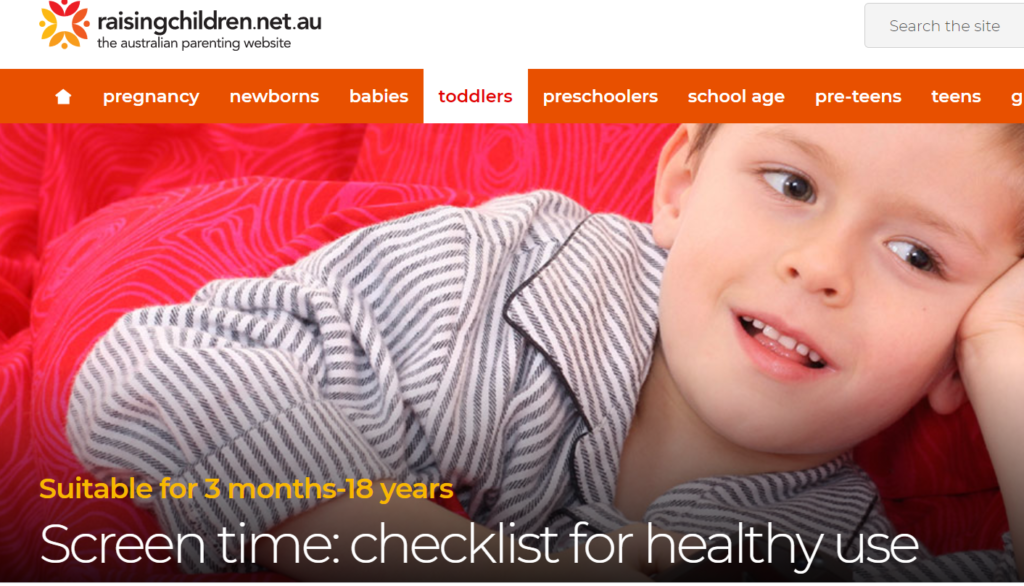 raisingchildren.net.au
the australian parenting website
Search the site
pregnancy newborns babies toddlers preschoolers school age pre-teens teens g
Suitable for 3 months-18 years
Screen time: checklist for healthy use